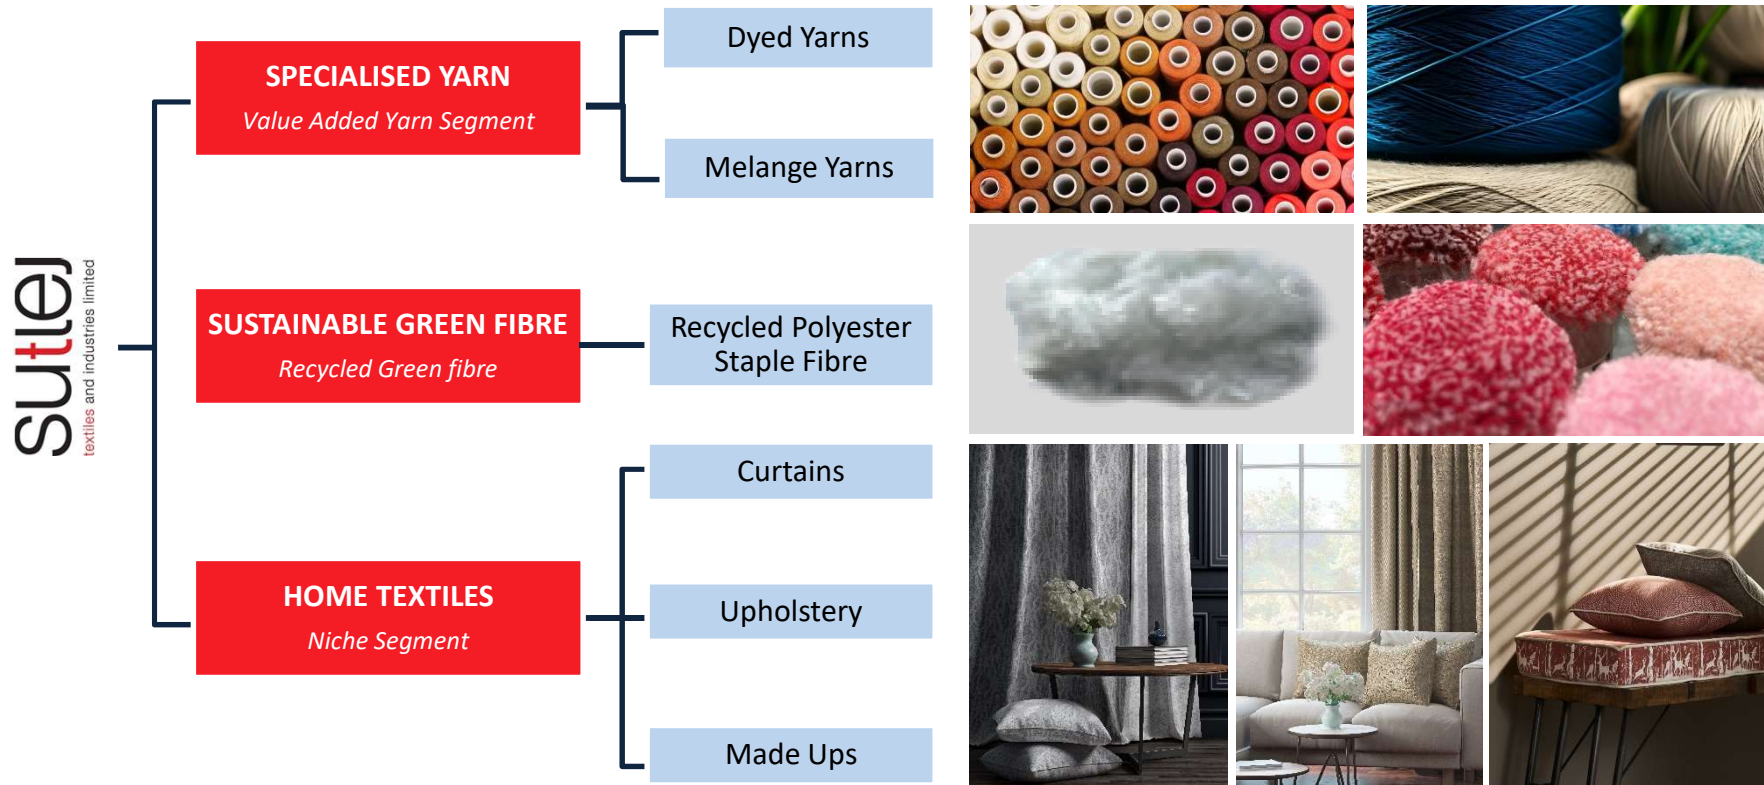 sutlej
textiles and industries limited
SPECIALISED YARN
Value Added Yarn Segment
Dyed Yarns
Melange Yarns
SUSTAINABLE GREEN FIBRE
Recycled Green fibre
Recycled Polyester
Staple Fibre
HOME TEXTILES
Niche Segment
Curtains
Upholstery
Made Ups